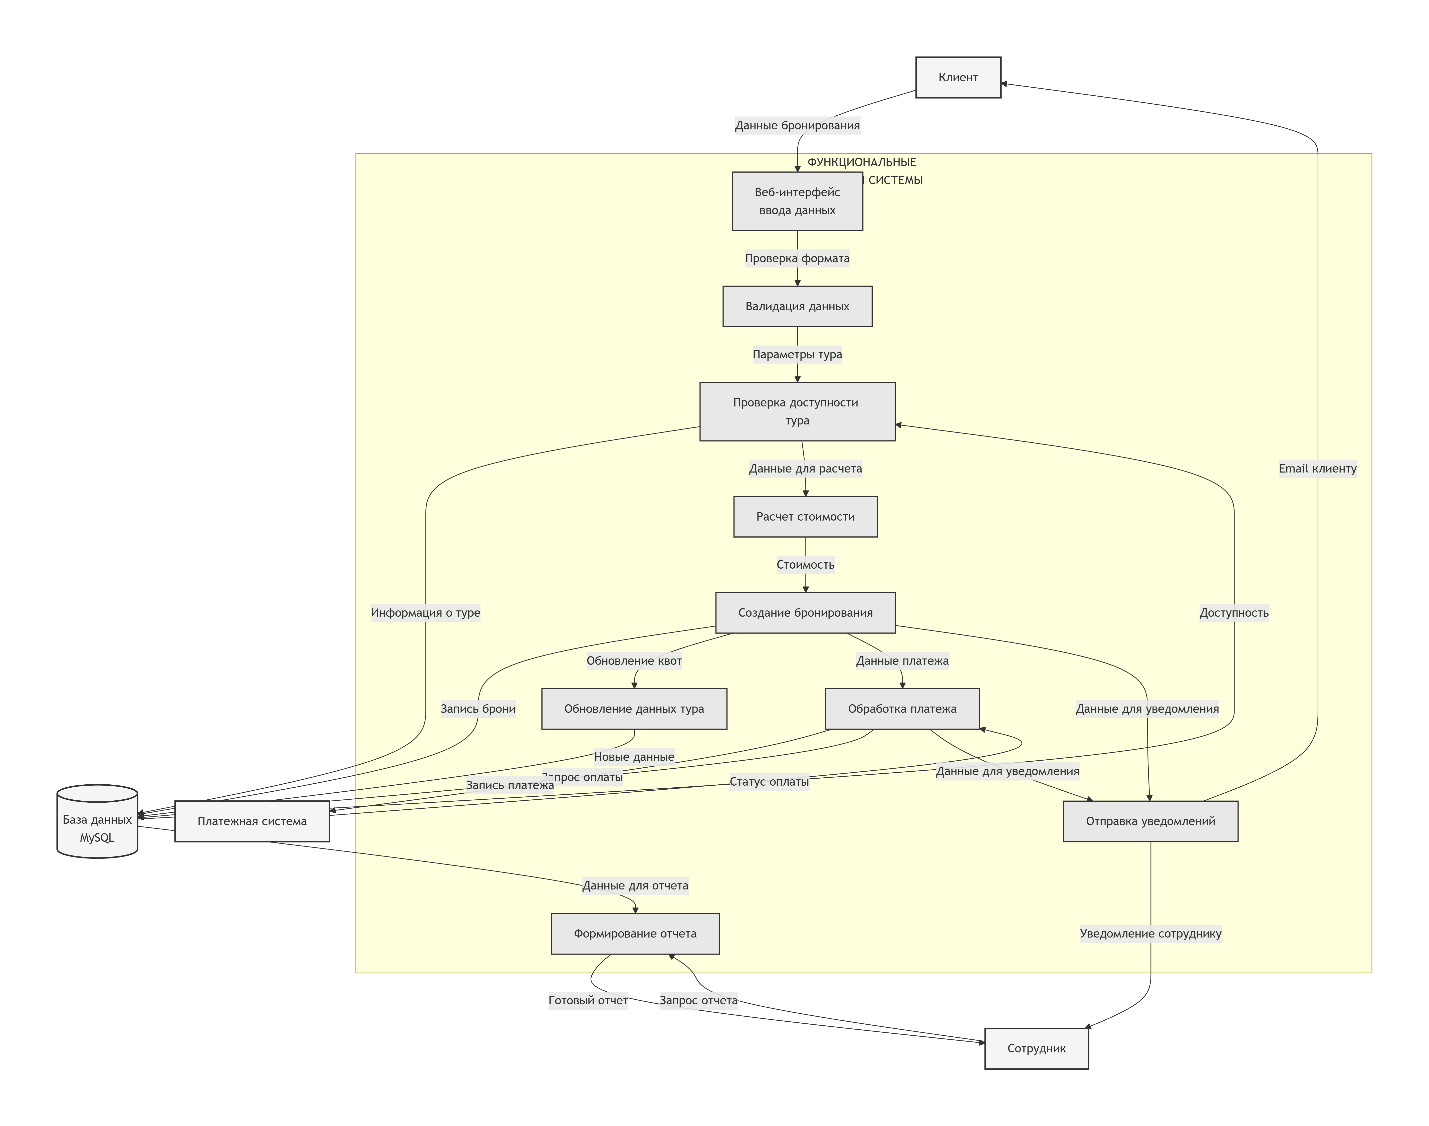 Клиент
Данные бронирования
ФУНКЦИОНАЛЬНЫЕ
СИСТЕМЫ
Веб-интерфейс
ввода данных
Проверка формата
Валидация данных
Параметры тура
Проверка доступности
тура
Данные для расчета
Email клиенту
Расчет стоимости
Стоимость
Создание бронирования
Информация о туре
Доступность
Обновление квот
Данные платежа
Запись брони
Обновление данных тура
Обработка платежа
Данные для уведомления
Новые данные
Данные для уведомления
оплаты
Запись платежа
Статус оплаты
База данных
MySQL
Платежная система
Отправка уведомлений
Данные для отчета
Формирование отчета
Уведомление сотруднику
Готовый отчет
Запрос отчета
Сотрудник